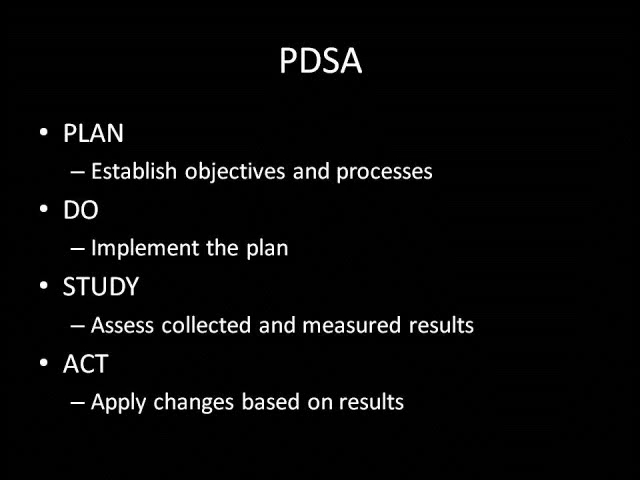 PDSA
• PLAN
– Establish objectives and processes
• DO
– Implement the plan
• STUDY
– Assess collected and measured results
• ACT
– Apply changes based on results